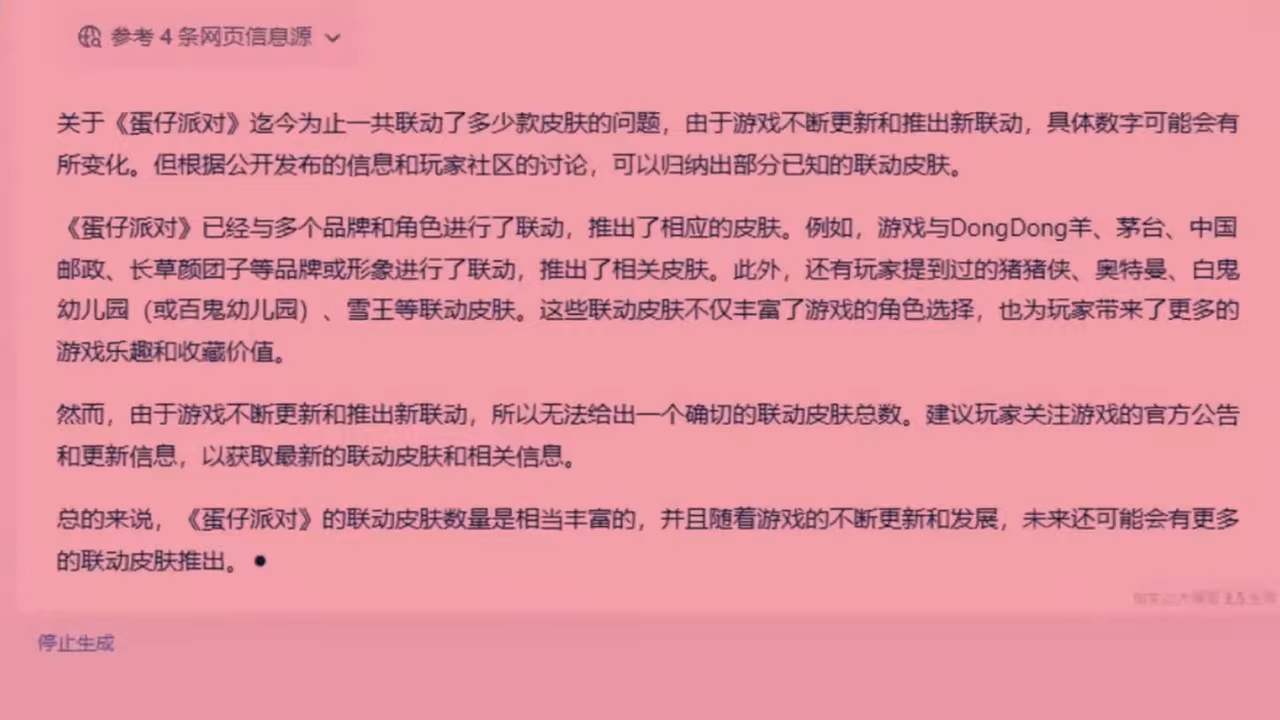 参考 4 条网页信息源
关于《蛋仔派对》迄今为止一共联动了多少款皮肤的问题，由于游戏不断更新和推出新联动，具体数字可能会有
所变化。但根据公开发布的信息和玩家社区的讨论，可以归纳出部分已知的联动皮肤。
《蛋仔派对》已经与多个品牌和角色进行了联动，推出了相应的皮肤。例如，游戏与DongDong羊、茅台、中国
邮政、长草颜团子等品牌或形象进行了联动，推出了相关皮肤。此外，还有玩家提到过的猪猪侠、奥特曼、白鬼
幼儿园（或百鬼幼儿园）、雪王等联动皮肤。这些联动皮肤不仅丰富了游戏的角色选择，也为玩家带来了更多的
游戏乐趣和收藏价值。
然而，由于游戏不断更新和推出新联动，所以无法给出一个确切的联动皮肤总数。建议玩家关注游戏的官方公告
和更新信息，以获取最新的联动皮肤和相关信息。
总的来说，《蛋仔派对》的联动皮肤数量是相当丰富的，并且随着游戏的不断更新和发展，未来还可能会有更多
的联动皮肤推出。
停止生成